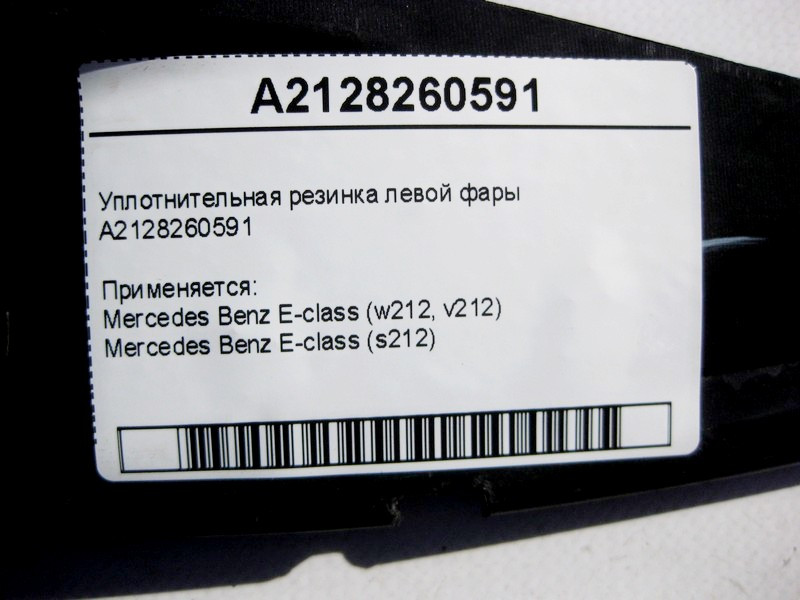 A2128260591
Уплотнительная резинка левой фары
A2128260591
Применяется:
Mercedes Benz E-class (w212, v212)
Mercedes Benz E-class (s212)